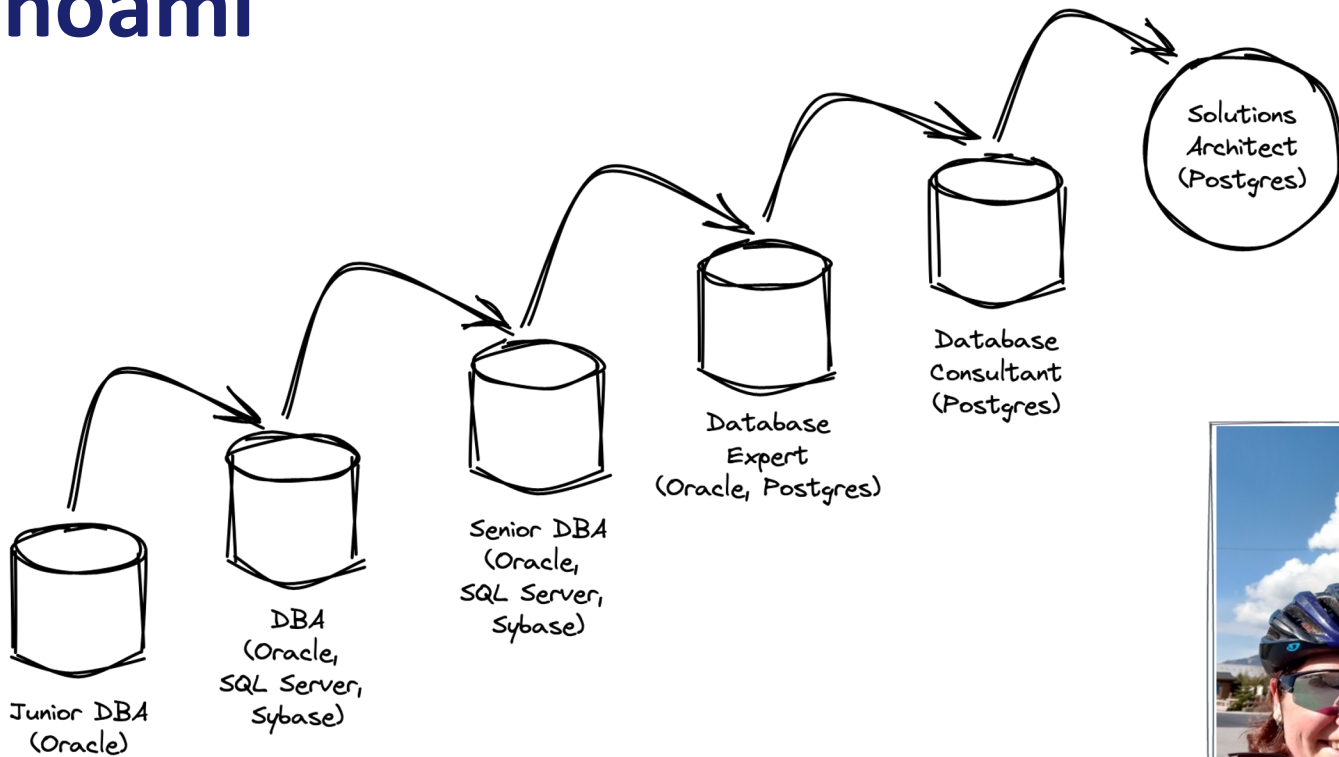 whoami
Junior DBA
(Oracle)
DBA
(Oracle,
SQL Server,
Sybase)
Senior DBA
(Oracle,
SQL Server,
Sybase)
Database
Expert
(Oracle, Postgres)
Database
Consultant
(Postgres)
Solutions
Architect
(Postgres)